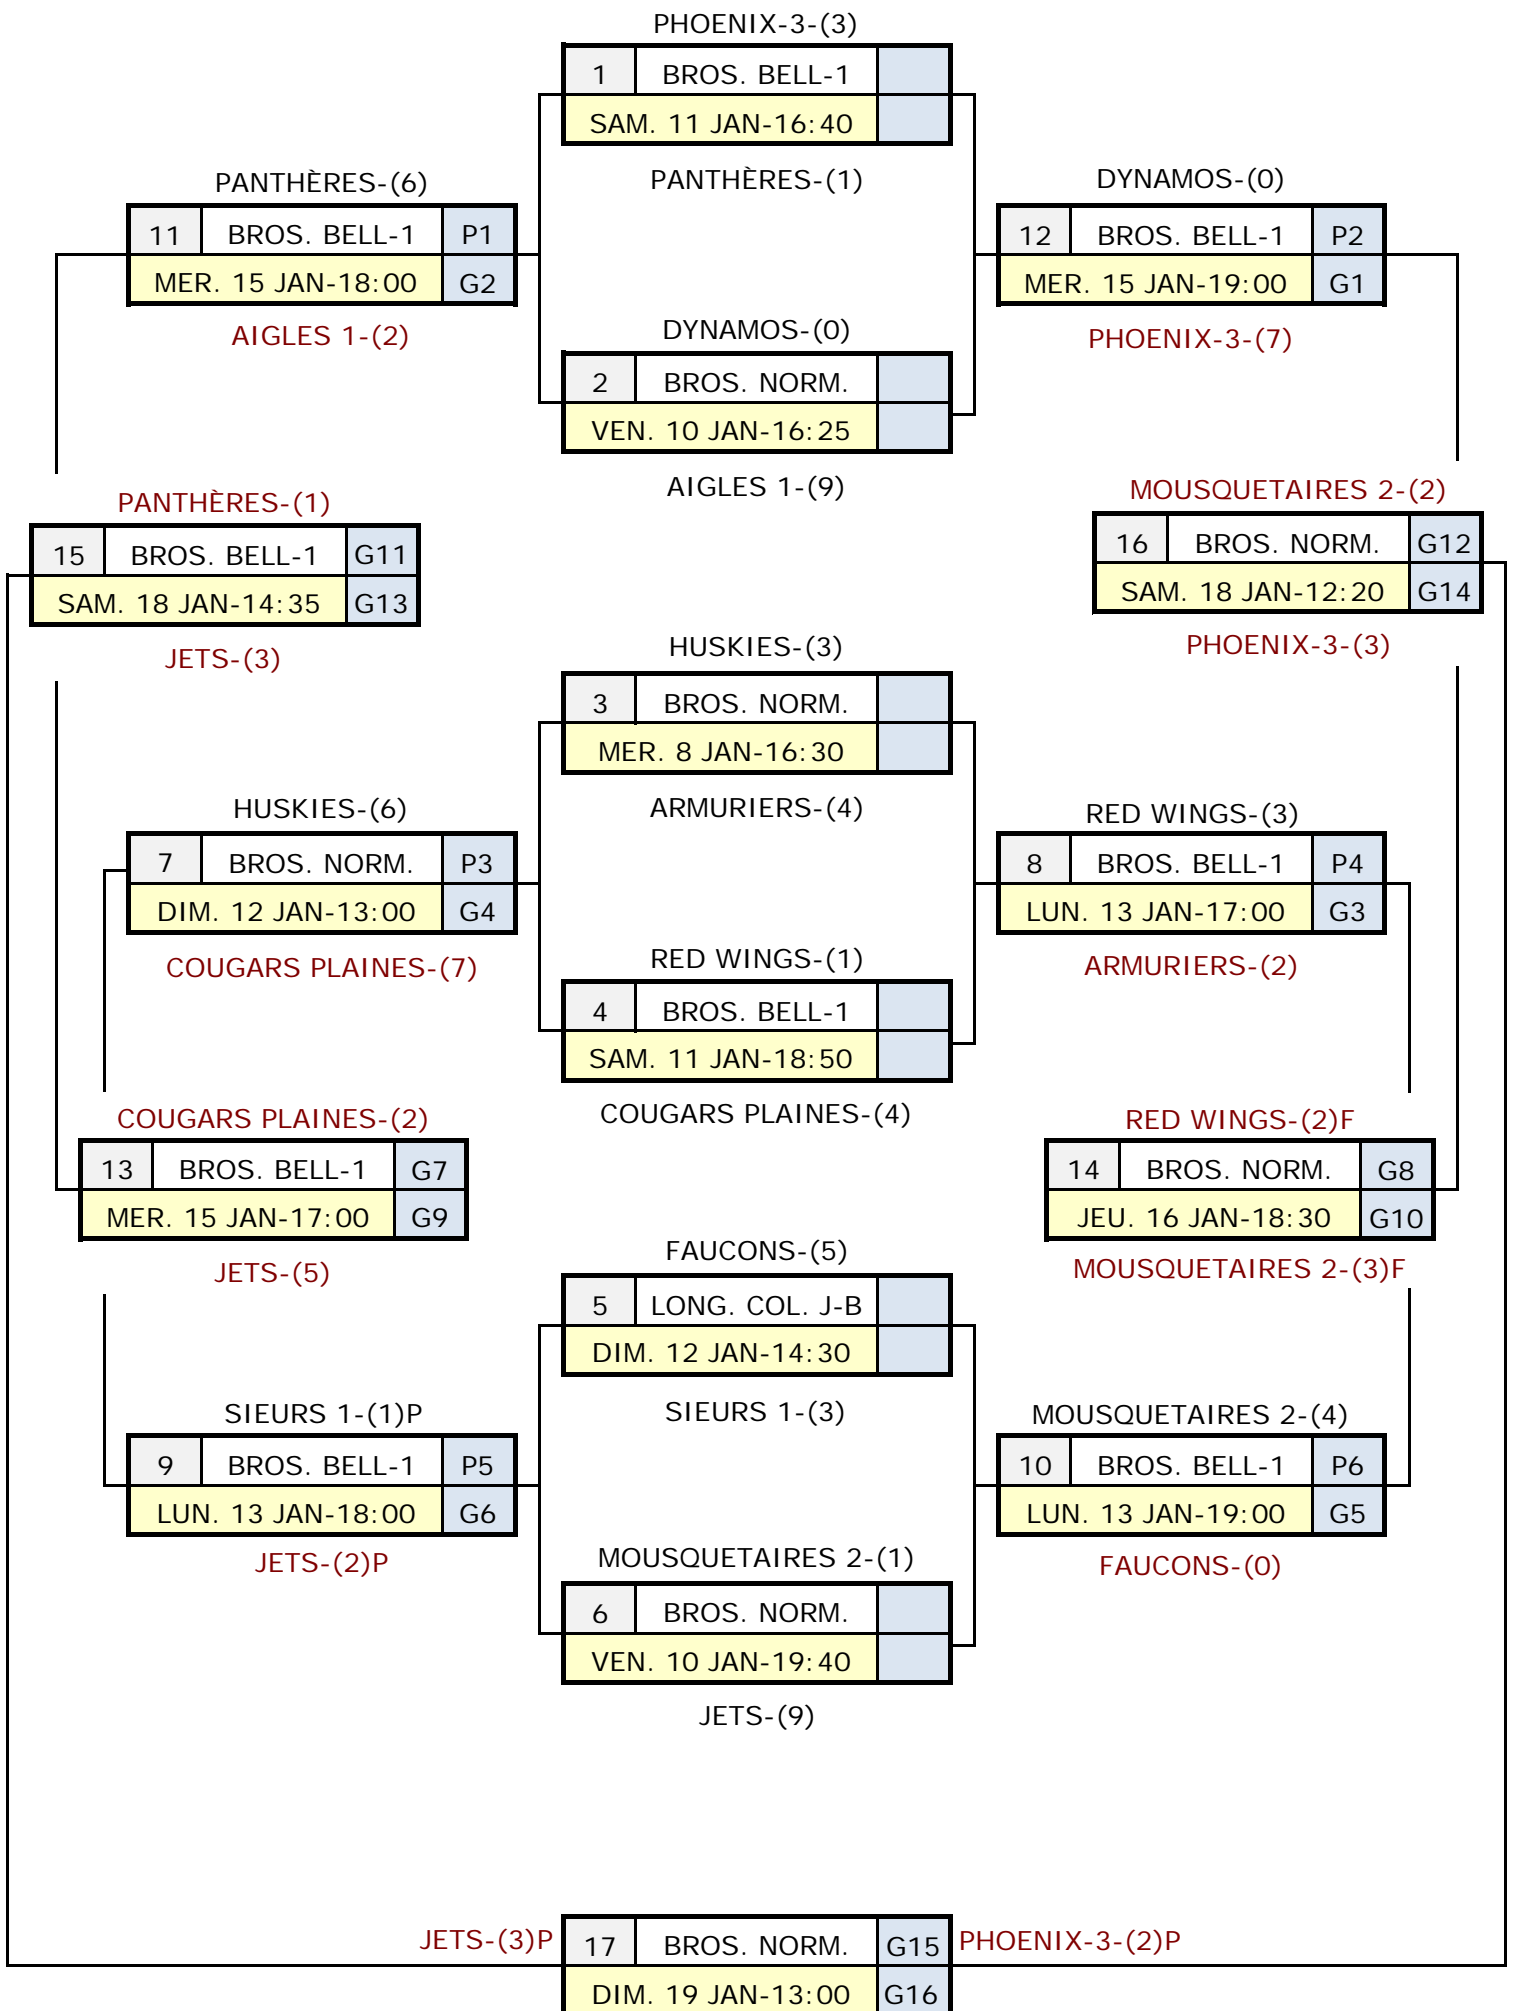 PHOENIX-3-(3)
1 BROS. BELL-1
SAM. 11 JAN-16:40
PANTHÈRES-(1)
PANTHÈRES-(6)
11 BROS. BELL-1 P1
MER. 15 JAN-18:00 G2
AIGLES 1-(2)
DYNAMOS-(0)
12 BROS. BELL-1 P2
MER. 15 JAN-19:00 G1
PHOENIX-3-(7)
DYNAMOS-(0)
2 BROS. NORM.
VEN. 10 JAN-16:25
AIGLES 1-(9)
PANTHÈRES-(1)
15 BROS. BELL-1 G11
SAM. 18 JAN-14:35 G13
JETS-(3)
MOUSQUETAIRES 2-(2)
16 BROS. NORM. G12
SAM. 18 JAN-12:20 G14
PHOENIX-3-(3)
HUSKIES-(3)
3 BROS. NORM.
MER. 8 JAN-16:30
ARMURIERS-(4)
HUSKIES-(6)
7 BROS. NORM. P3
DIM. 12 JAN-13:00 G4
COUGARS PLAINES-(7)
RED WINGS-(3)
8 BROS. BELL-1 P4
LUN. 13 JAN-17:00 G3
ARMURIERS-(2)
RED WINGS-(1)
4 BROS. BELL-1
SAM. 11 JAN-18:50
COUGARS PLAINES-(4)
COUGARS PLAINES-(2)
13 BROS. BELL-1 G7
MER. 15 JAN-17:00 G9
JETS-(5)
RED WINGS-(2)F
14 BROS. NORM. G8
JEU. 16 JAN-18:30 G10
MOUSQUETAIRES 2-(3)F
FAUCONS-(5)
5 LONG. COL. J-B
DIM. 12 JAN-14:30
SIEURS 1-(3)
SIEURS 1-(1)P
9 BROS. BELL-1 P5
LUN. 13 JAN-18:00 G6
JETS-(2)P
MOUSQUETAIRES 2-(4)
10 BROS. BELL-1 P6
LUN. 13 JAN-19:00 G5
FAUCONS-(0)
MOUSQUETAIRES 2-(1)
6 BROS. NORM.
VEN. 10 JAN-19:40
JETS-(9)
JETS-(3)P 17 BROS. NORM. G15 PHOENIX-3-(2)P
DIM. 19 JAN-13:00 G16